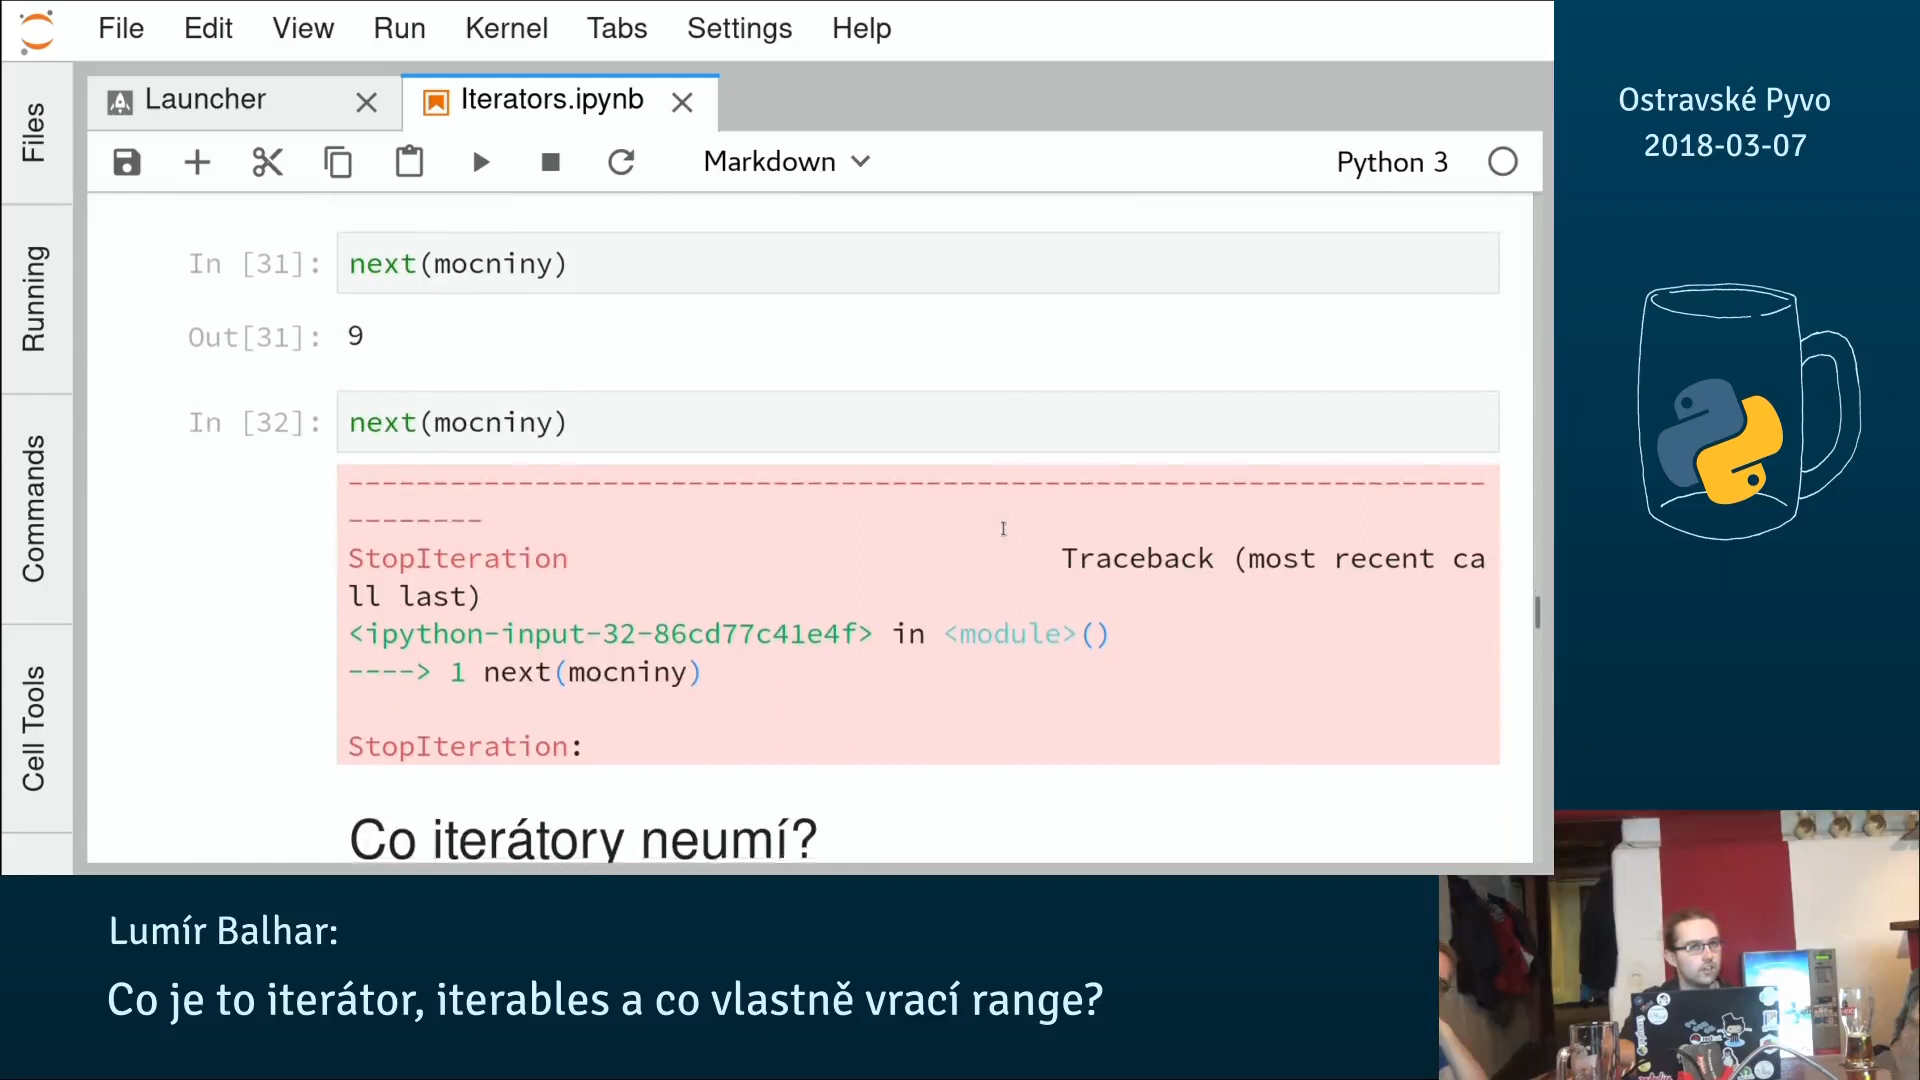 File Edit View Run Kernel Tabs Settings Help
Launcher
Iterators.ipynb
Markdown
Python 3
Files
Running
Commands
Cell Tools
In [31]: next(mocniny)
Out[31]: 9
In [32]: next(mocniny)
---------------------------------------------------------------------------
--------
StopIteration Traceback (most recent ca
ll last)
<ipython-input-32-86cd77c41e4f> in <module>()
----> 1 next(mocniny)
StopIteration:
Co iterátory neumí?
Ostravské Pyvo
2018-03-07
Lumír Balhar:
Co je to iterátor, iterables a co vlastně vrací range?